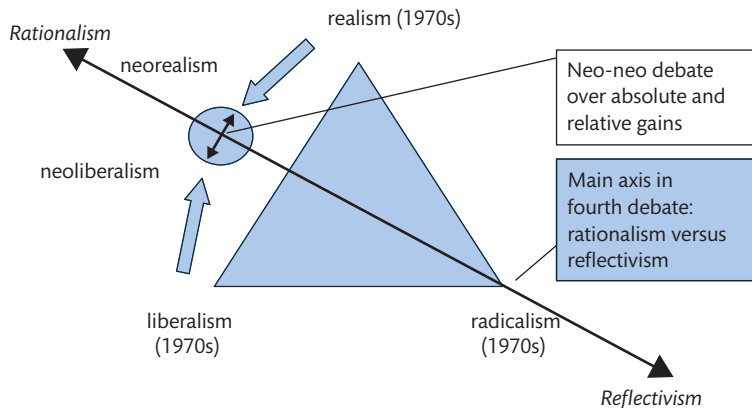 realism (1970s)
Rationalism
neorealism
Neo-neo debate
over absolute and
relative gains
neoliberalism
Main axis in
fourth debate:
rationalism versus
reflectivism
liberalism
(1970s)
radicalism
(1970s)
Reflectivism